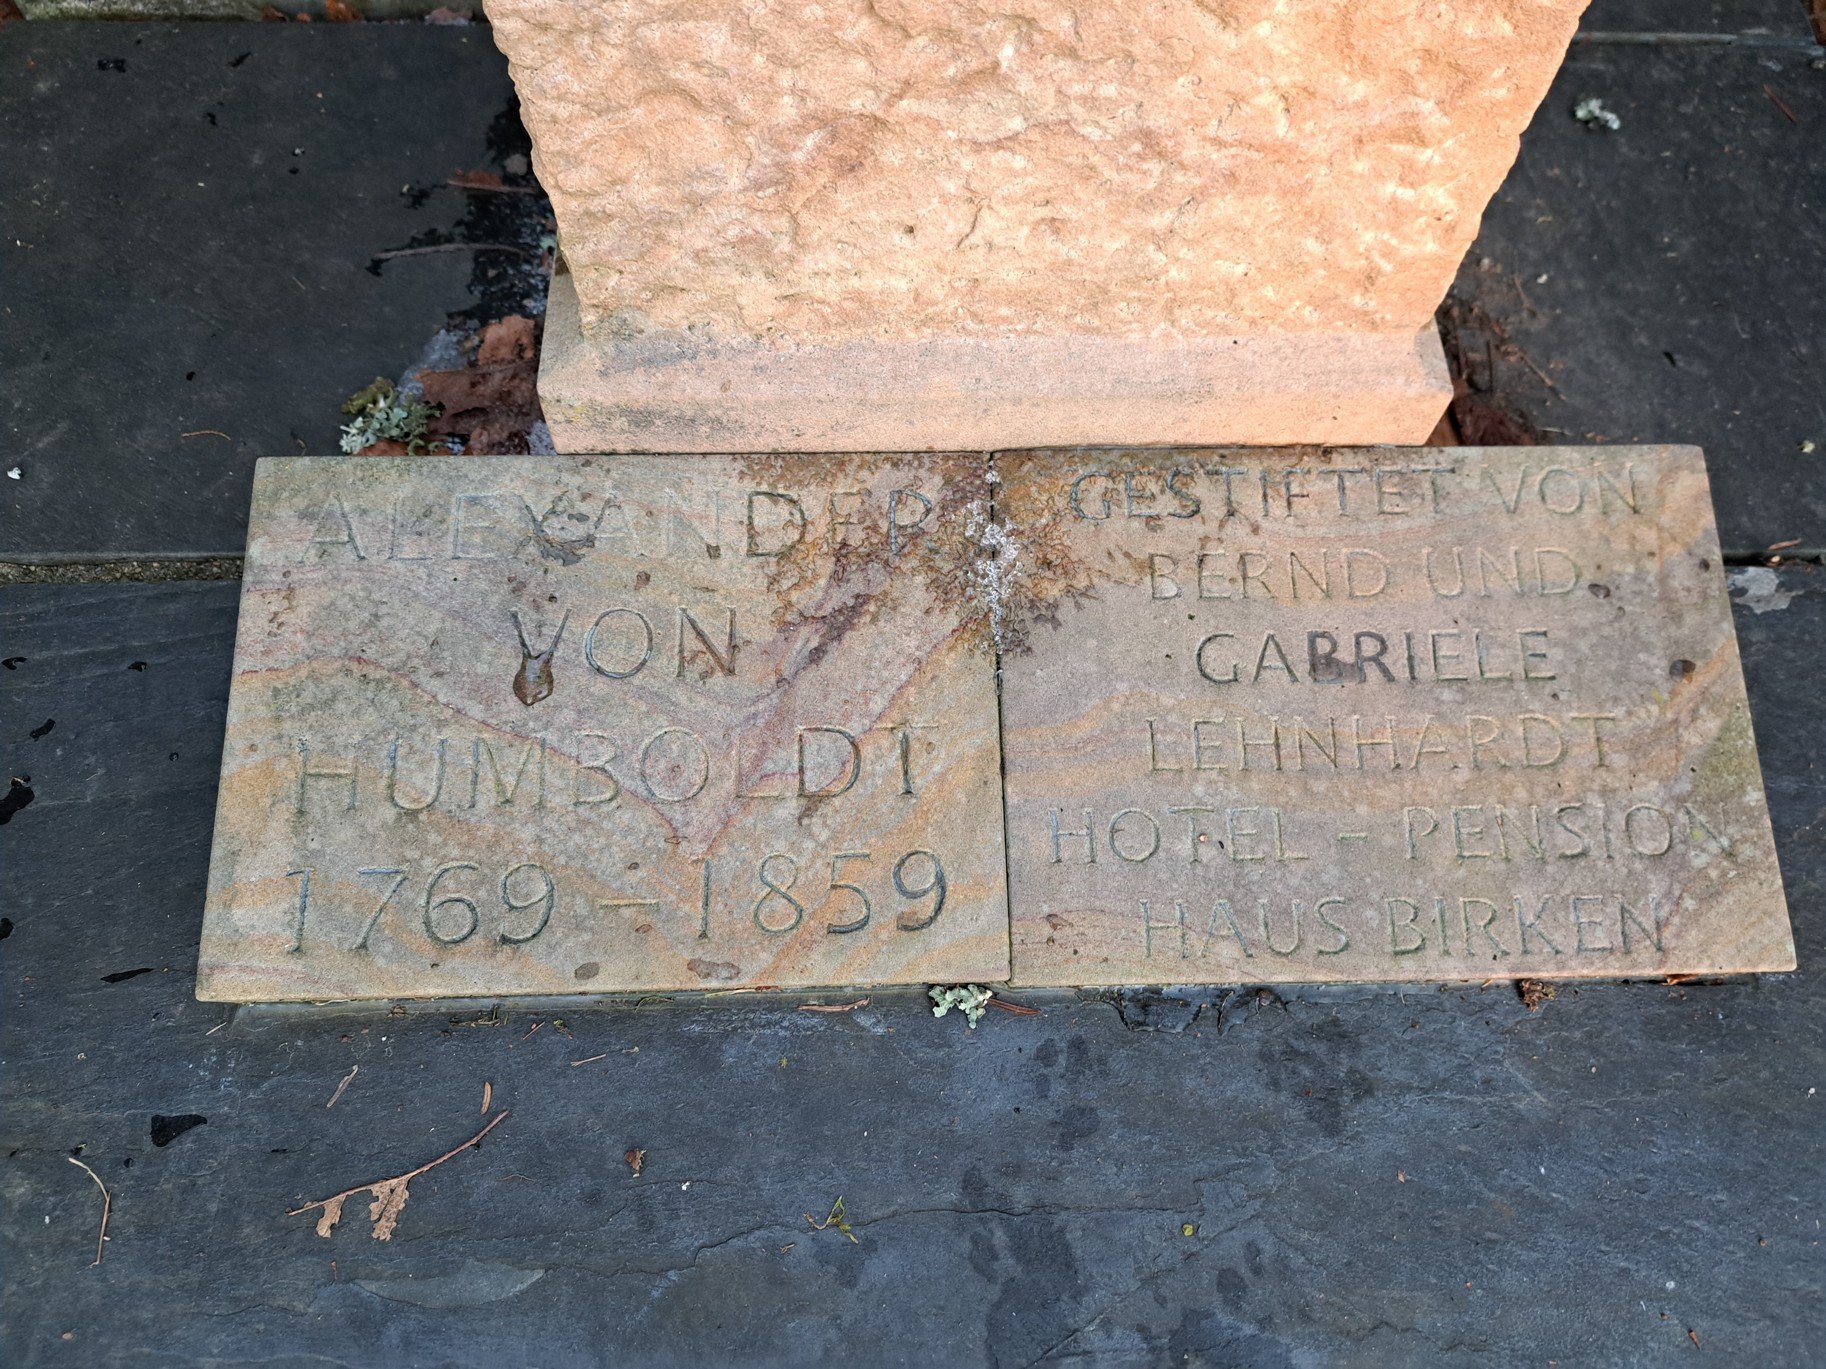 ALEXANDER
VON
HUMBOLDT
1769 – 1859
GESTIFTET VON
BERND UND
GABRIELE
LEHNHARDT
HOTEL – PENSION
HAUS BIRKEN